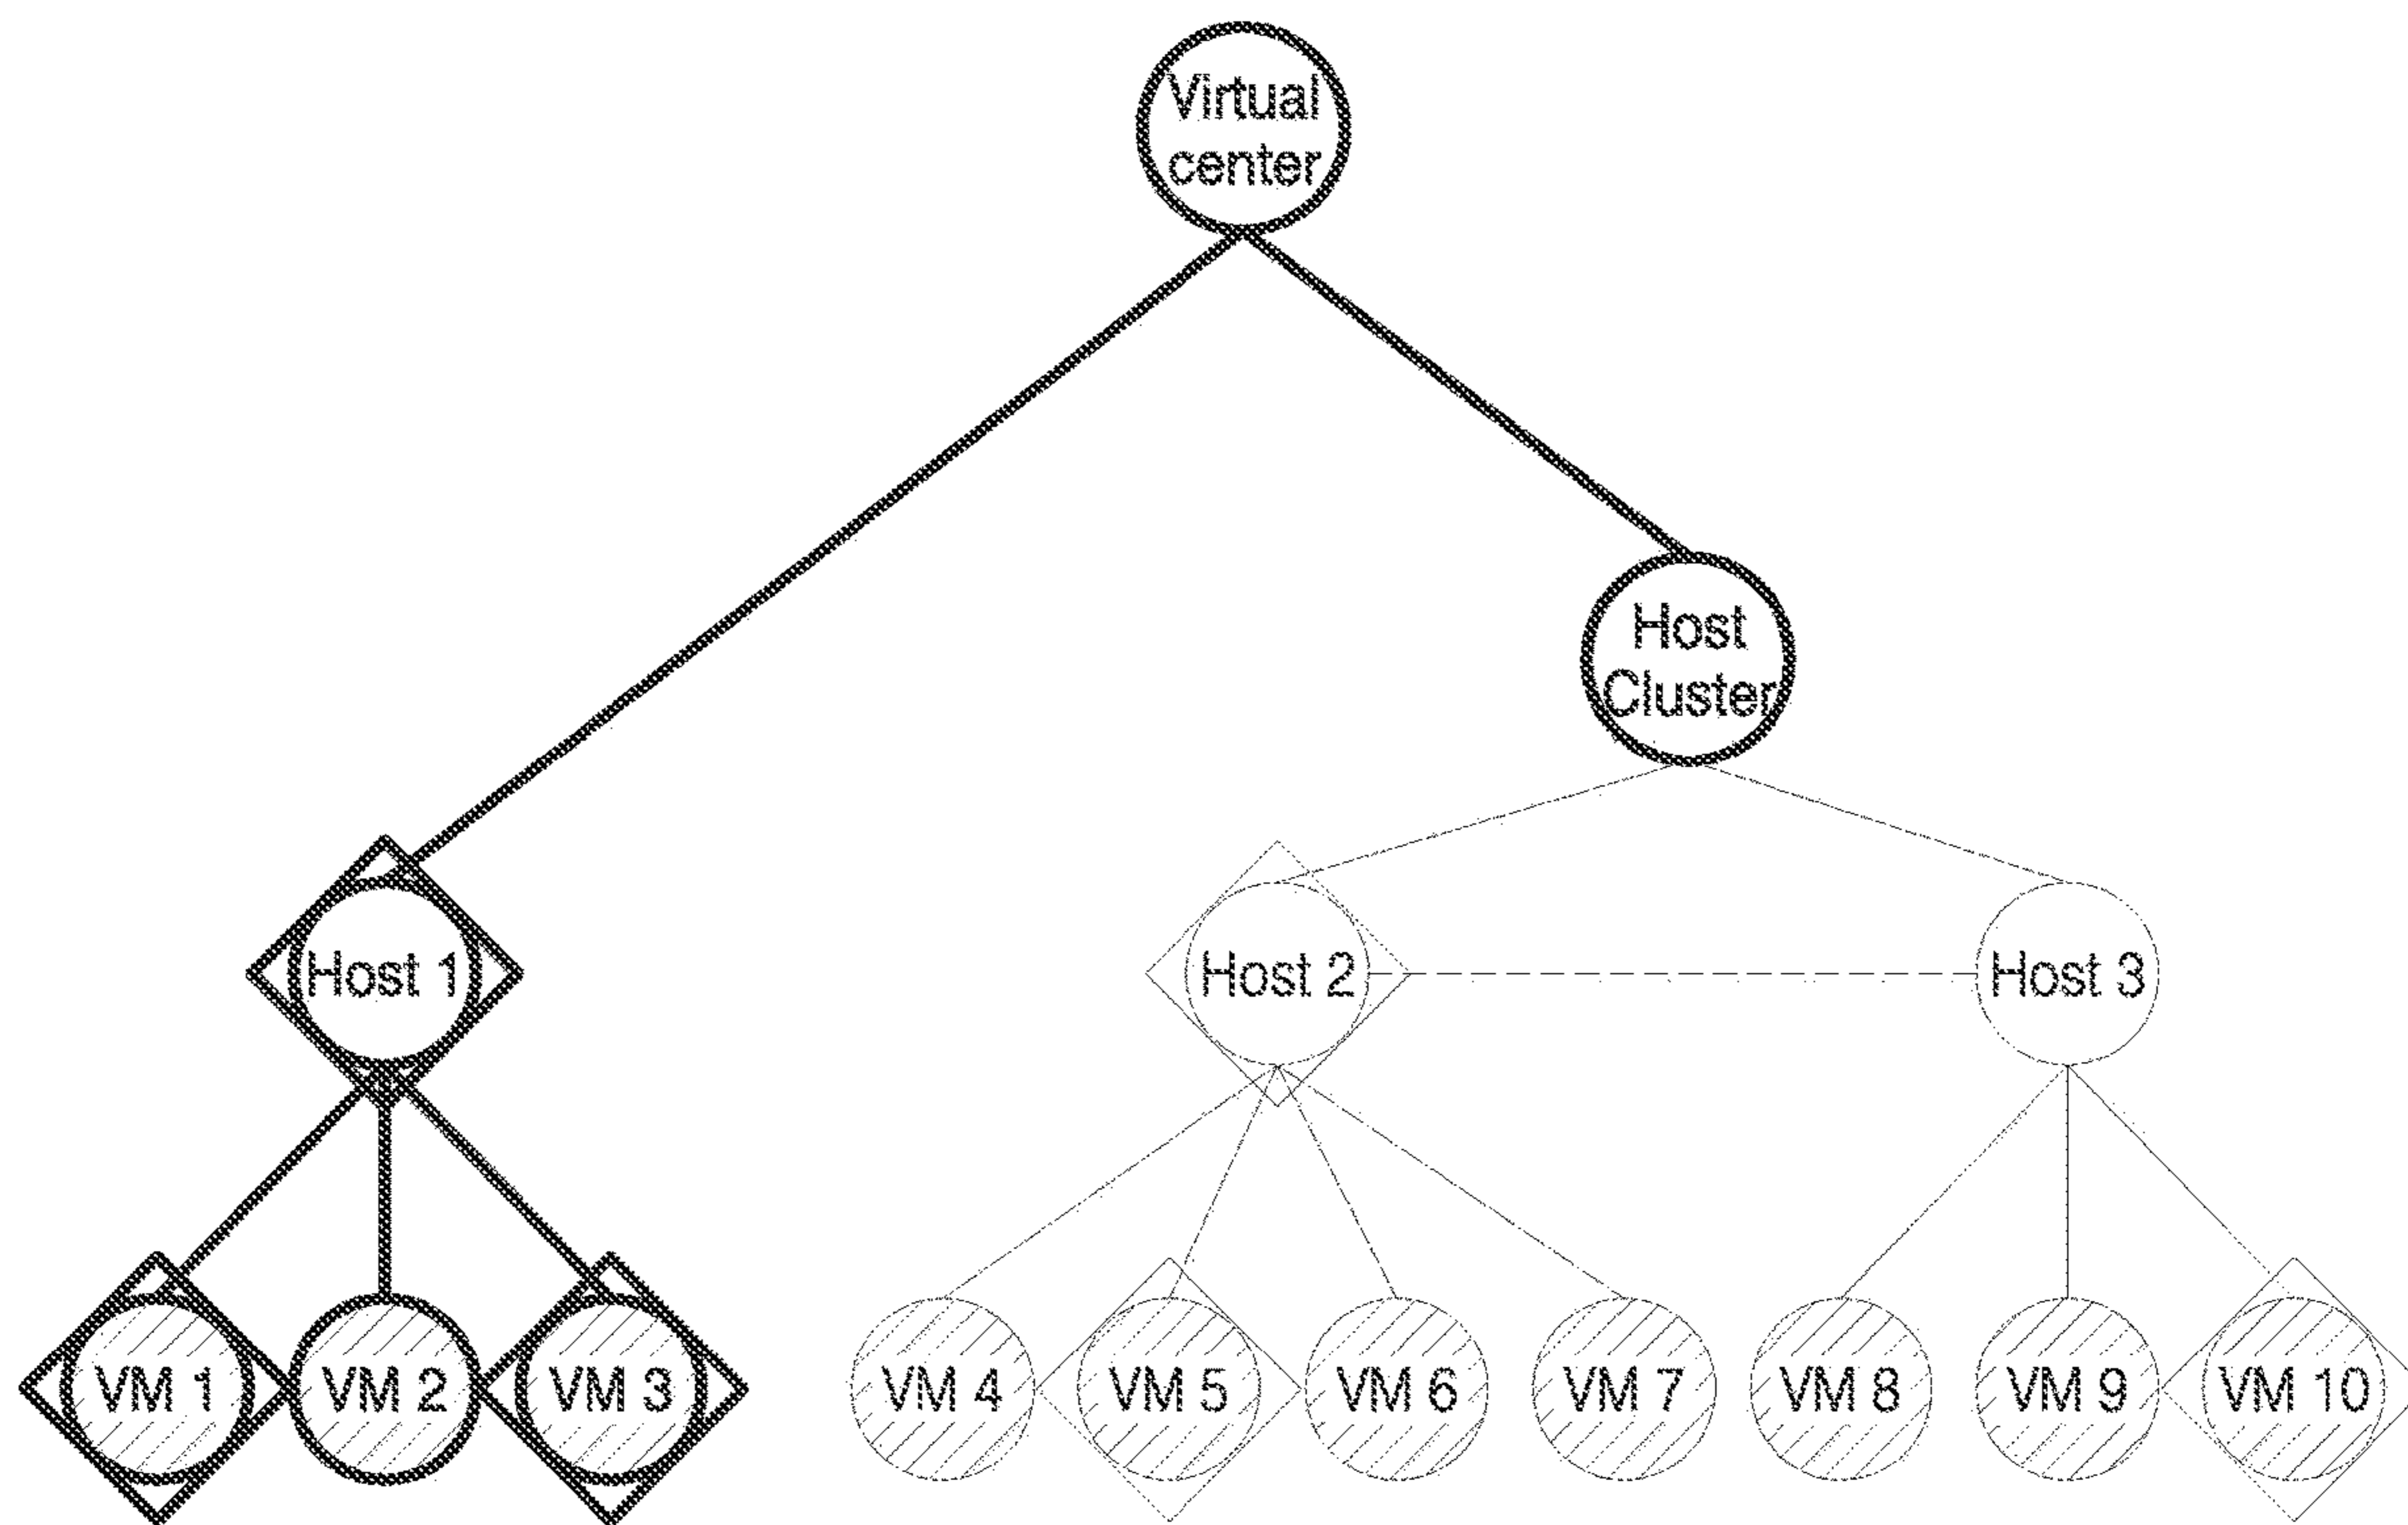 Virtual
center
Host
Cluster
Host 1
Host 2
Host 3
VM 1
VM 2
VM 3
VM 4
VM 5
VM 6
VM 7
VM 8
VM 9
VM 10